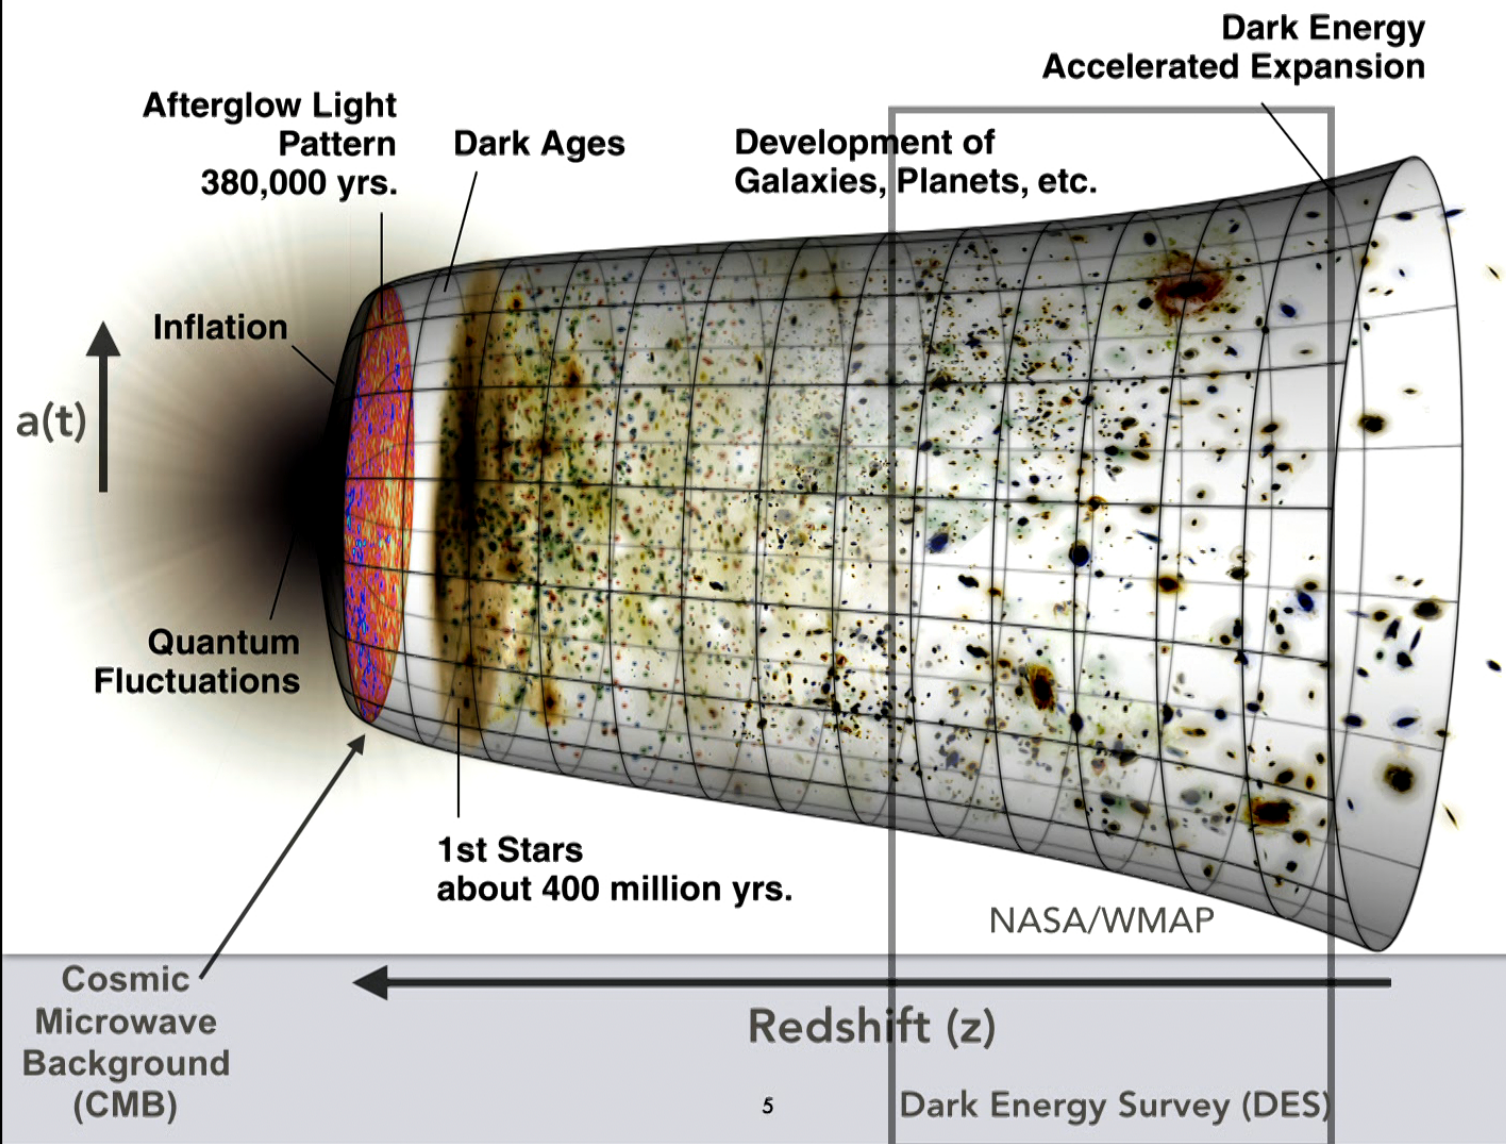 Dark Energy
Accelerated Expansion
Afterglow Light
Pattern
380,000 yrs.
Dark Ages
Development of
Galaxies, Planets, etc.
Inflation
a(t)
Quantum
Fluctuations
1st Stars
about 400 million yrs.
NASA/WMAP
Cosmic
Microwave
Background
(CMB)
Redshift (z)
5
Dark Energy Survey (DES)